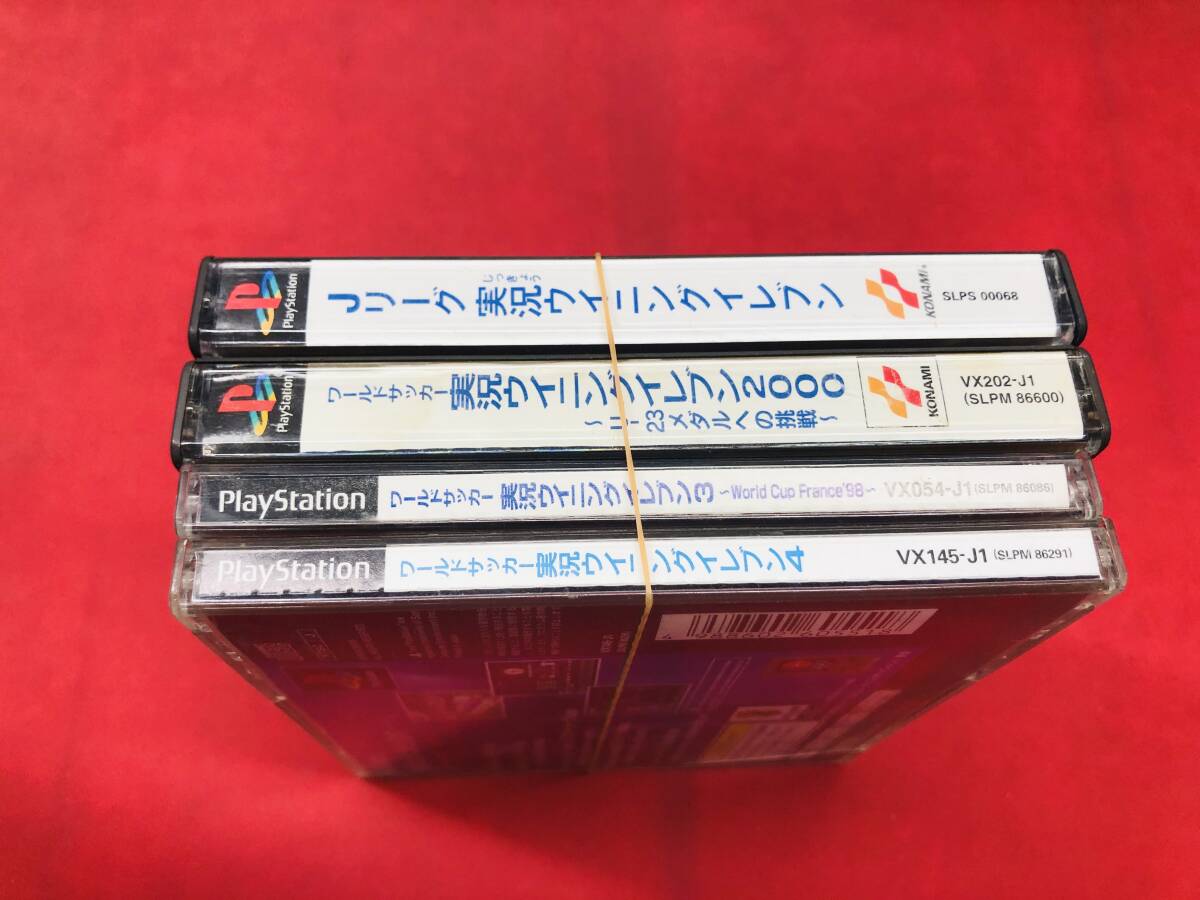 PlayStation
じっきょう
Jリーグ 実況ウイニングイレブン
KONAMI®
SLPS 00068
PlayStation
ワールドサッカー 実況ウイニングイレブン2000
～U-23メダルへの挑戦～
KONAMI
VX202-J1
(SLPM 86600)
PlayStation
ワールドサッカー 実況ウイニングイレブン3 ～World Cup France'98～ VX054-J1 (SLPM 86086)
PlayStation
ワールドサッカー 実況ウイニングイレブン4 VX145-J1 (SLPM 86291)